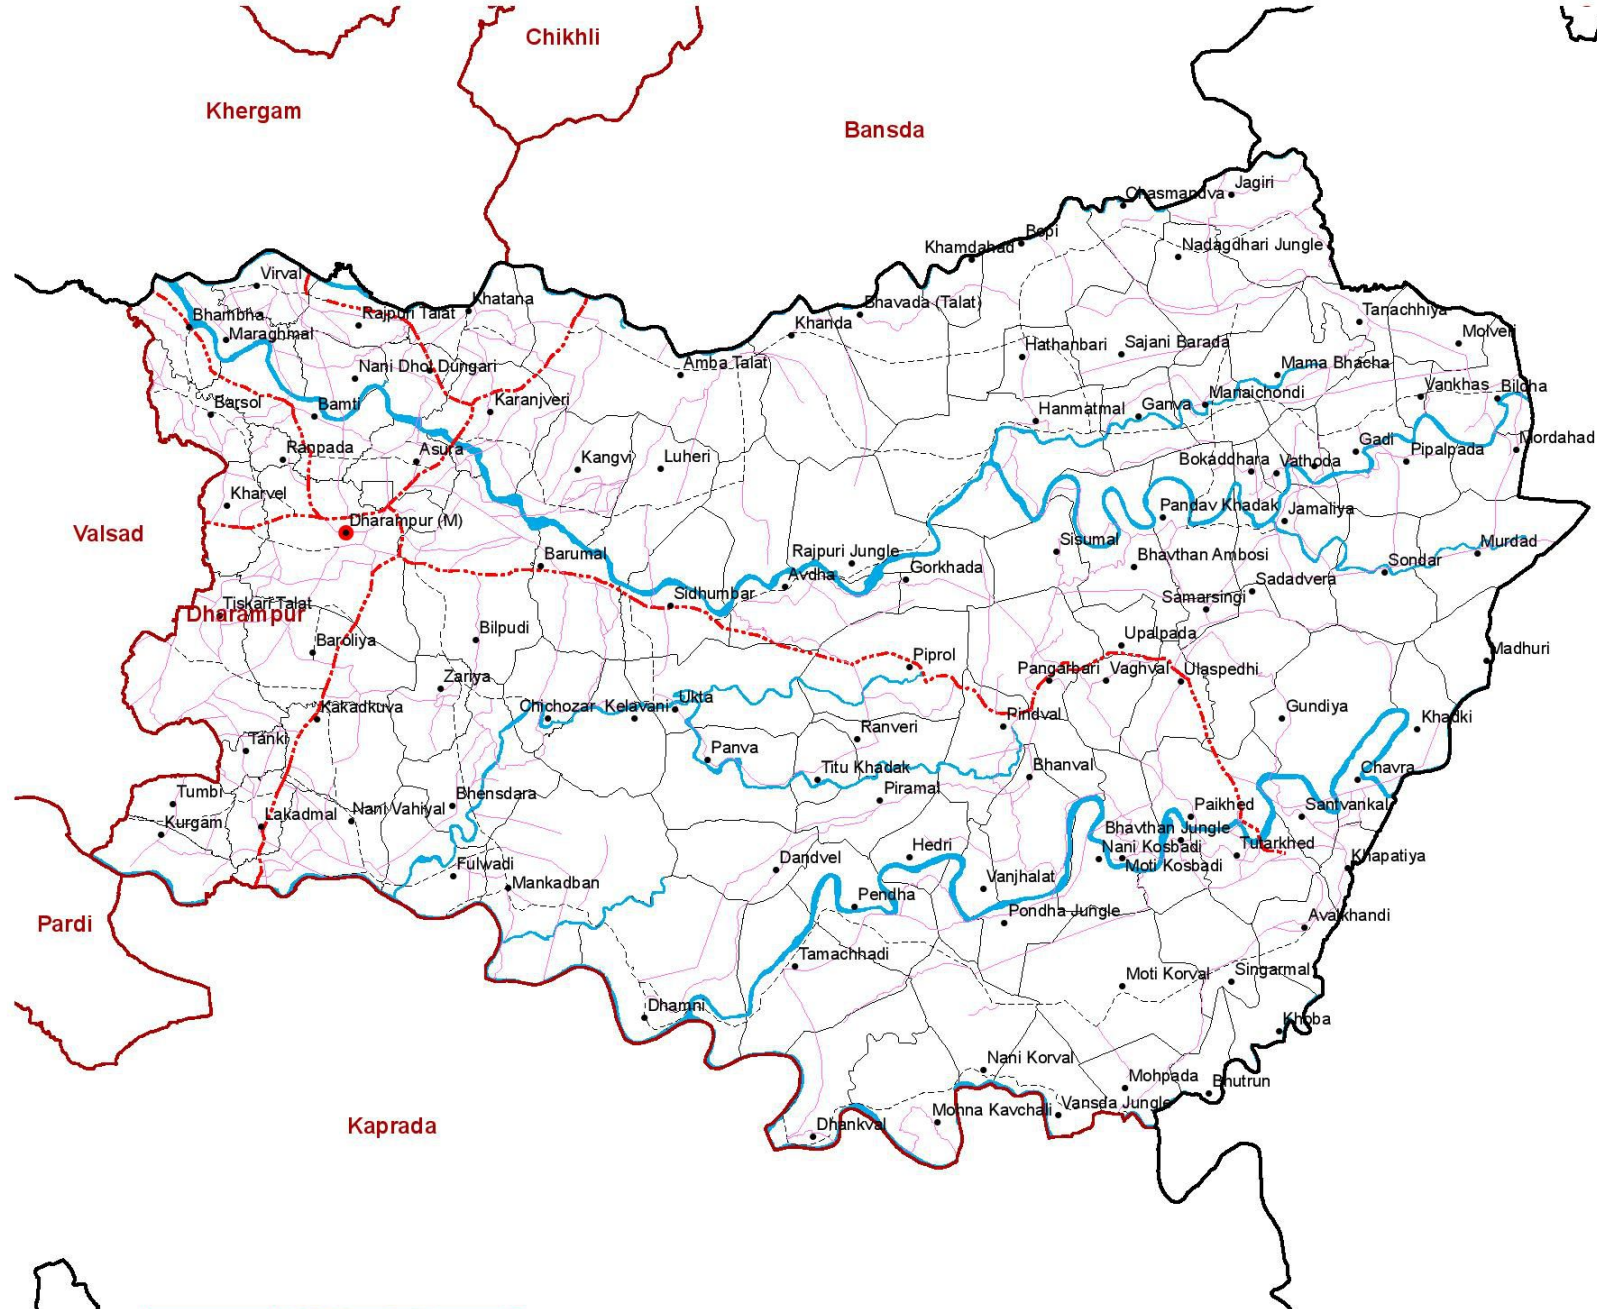 Chikhli
Khergam
Bansda
Jagiri
Chasmandva
Bopi
Khamdahad
Nadagdhari Jungle
Virval
Khatana
Bhavada (Talat)
Tanachhiya
Bhambha
Rajpuri Talat
Khanda
Maraghmal
Molveri
Hathanbari
Sajani Barada
Nani Dhol Dungari
Amba Talat
Mama Bhacha
Vankhas
Bildha
Manaichondi
Karanjveri
Barsol
Bamti
Hanmatmal
Ganva
Mordahad
Gadi
Ranpada
Asura
Pipalpada
Kangvi
Luheri
Bokaddhara
Vathoda
Kharvel
Pandav Khadak
Jamaliya
Valsad
Dharampur (M)
Sisumal
Murdad
Barumal
Rajpuri Jungle
Bhavthan Ambosi
Sondar
Gorkhada
Avdha
Sadadvera
Sidhumbar
Samarsingi
Tiskari Talat
Dharampur
Bilpudi
Upalpada
Baroliya
Madhuri
Piprol
Pangarbari
Vaghval
Ulaspedhi
Zariya
Ukta
Kakadkuva
Chichozar
Kelavani
Gundiya
Pindval
Khadki
Ranveri
Tanki
Panva
Bhanval
Titu Khadak
Chavra
Piramal
Tumbi
Bhensdara
Paikhed
Santvankal
Nani Vahiyal
Lakadmal
Kurgam
Bhavthan Jungle
Tutarkhed
Hedri
Nani Kosbadi
Khapatiya
Dandvel
Fulwadi
Moti Kosbadi
Mankadban
Vanjhalat
Pendha
Pondha Jungle
Avalkhandi
Pardi
Tamachhadi
Moti Korval
Singarmal
Dhamni
Khoba
Nani Korval
Mohpada
Bhutrun
Vansda Jungle
Mohna Kavchali
Dhankval
Kaprada